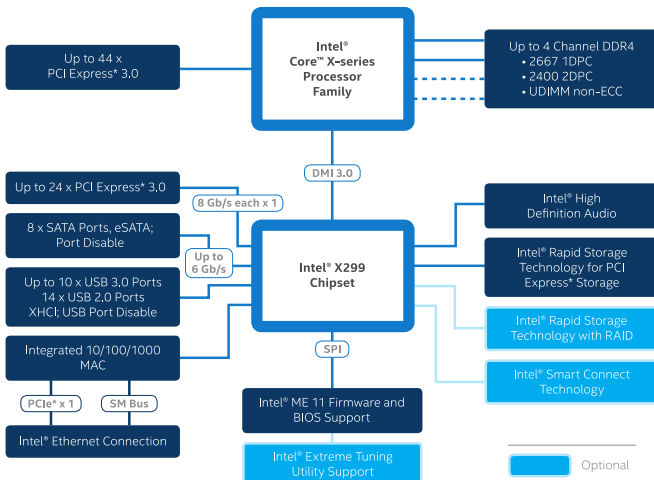 Up to 44 x
PCI Express* 3.0
Intel®
Core™ X–series
Processor
Family
Up to 4 Channel DDR4
• 2667 1DPC
• 2400 2DPC
• UDIMM non-ECC
DMI 3.0
Up to 24 x PCI Express* 3.0
8 Gb/s each x 1
8 x SATA Ports, eSATA;
Port Disable
Up to
6 Gb/s
Up to 10 x USB 3.0 Ports
14 x USB 2.0 Ports
XHCI; USB Port Disable
Integrated 10/100/1000
MAC
PCIe* x 1
SM Bus
Intel® Ethernet Connection
Intel® X299
Chipset
SPI
Intel® ME 11 Firmware and
BIOS Support
Intel® Extreme Tuning
Utility Support
Intel® High
Definition Audio
Intel® Rapid Storage
Technology for PCI
Express* Storage
Intel® Rapid Storage
Technology with RAID
Intel® Smart Connect
Technology
Optional